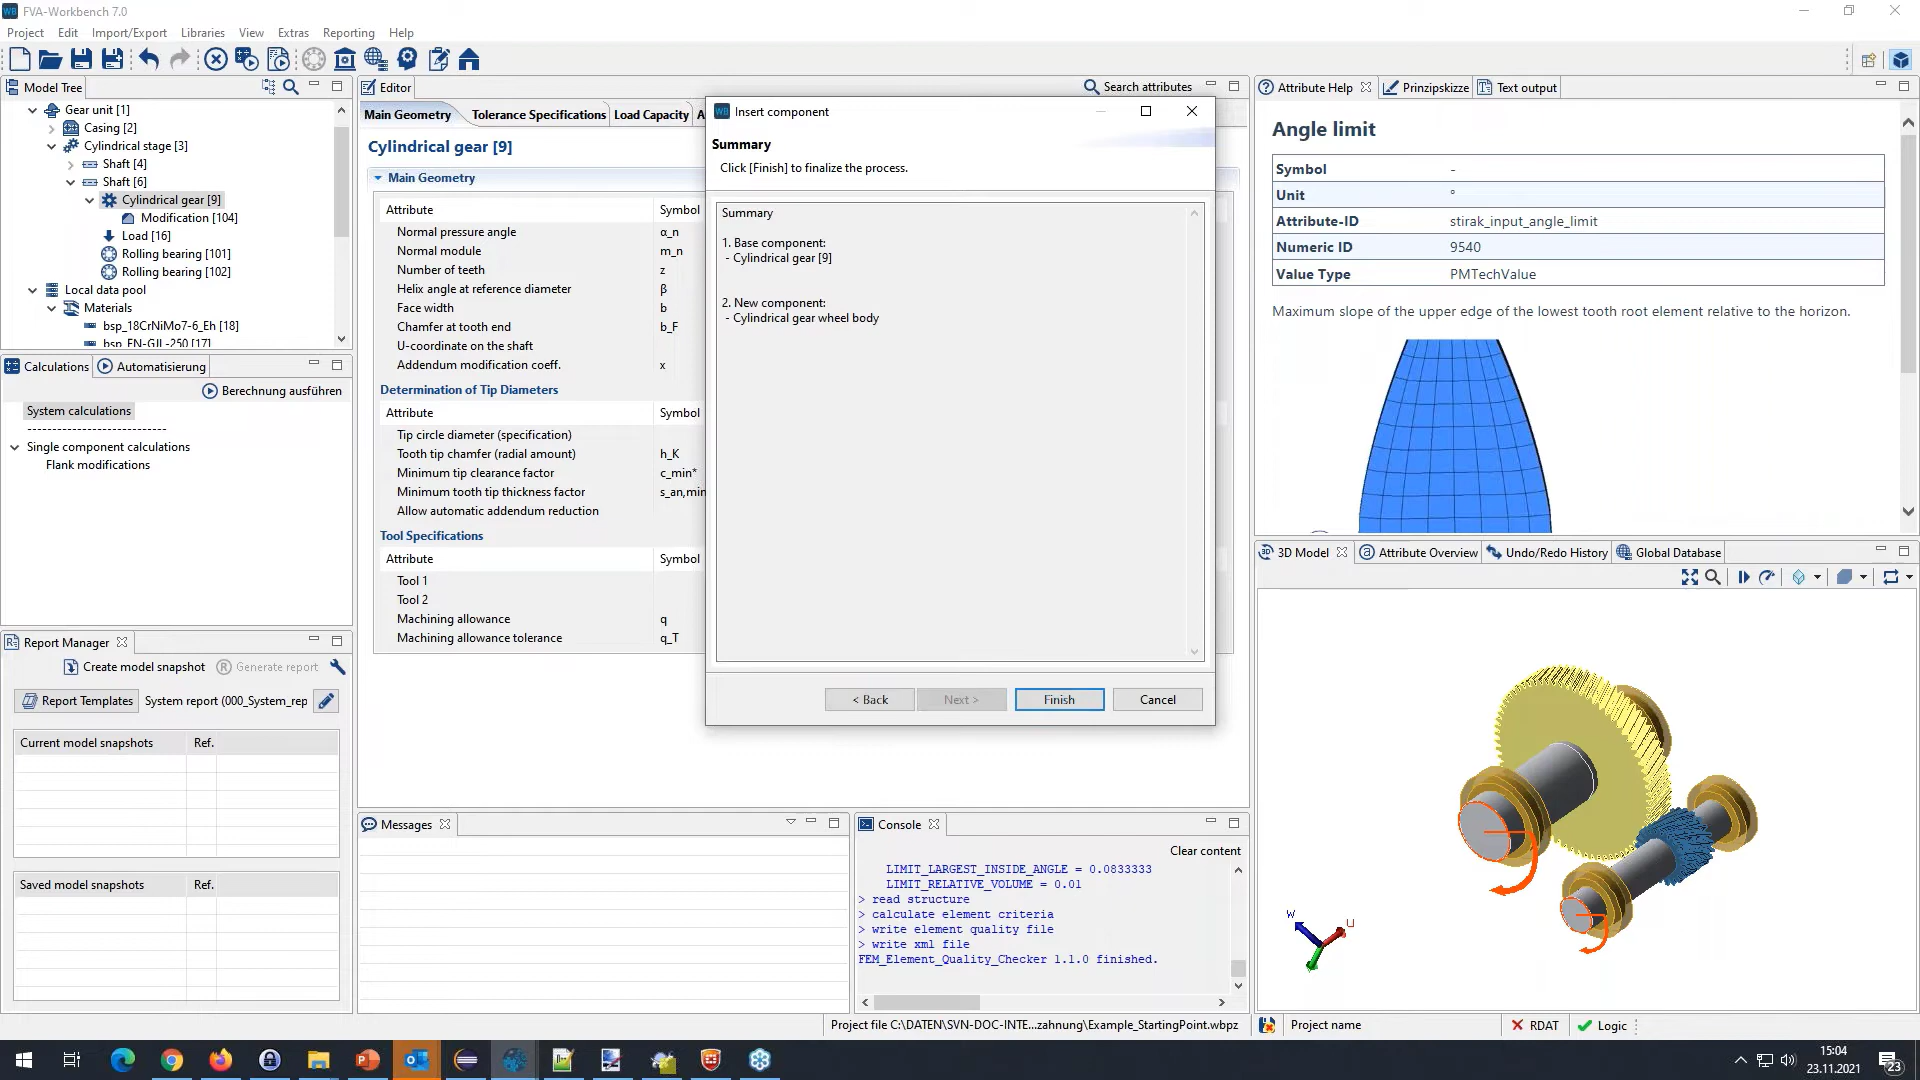 FVA-Workbench 7.0
Project Edit Import/Export Libraries View Extras Reporting Help
Model Tree
Gear unit [1]
Casing [2]
Cylindrical stage [3]
Shaft [4]
Shaft [6]
Cylindrical gear [9]
Modification [104]
Load [16]
Rolling bearing [101]
Rolling bearing [102]
Local data pool
Materials
bsp_18CrNiMo7-6_Eh [18]
bsp_EN-GJL-250 [17]
Calculations Automatisierung
Berechnung ausführen
System calculations
----------------------------
Single component calculations
Flank modifications
Report Manager
Create model snapshot Generate report
Report Templates System report (000_System_rep
Current model snapshots Ref.
Saved model snapshots Ref.
Editor Search attributes
Main Geometry Tolerance Specifications Load Capacity A
Cylindrical gear [9]
Main Geometry
Attribute Symbol
Normal pressure angle α_n
Normal module m_n
Number of teeth z
Helix angle at reference diameter β
Face width b
Chamfer at tooth end b_F
U-coordinate on the shaft
Addendum modification coeff. x
Determination of Tip Diameters
Attribute Symbol
Tip circle diameter (specification)
Tooth tip chamfer (radial amount) h_K
Minimum tip clearance factor c_min*
Minimum tooth tip thickness factor s_an,min
Allow automatic addendum reduction
Tool Specifications
Attribute Symbol
Tool 1
Tool 2
Machining allowance q
Machining allowance tolerance q_T
Insert component
Summary
Click [Finish] to finalize the process.
Summary
1. Base component:
- Cylindrical gear [9]
2. New component:
- Cylindrical gear wheel body
< Back Next > Finish Cancel
Messages
Console
Clear content
LIMIT_LARGEST_INSIDE_ANGLE = 0.0833333
LIMIT_RELATIVE_VOLUME = 0.01
> read structure
> calculate element criteria
> write element quality file
> write xml file
FEM_Element_Quality_Checker 1.1.0 finished.
Attribute Help Prinzipskizze Text output
Angle limit
Symbol -
Unit °
Attribute-ID stirak_input_angle_limit
Numeric ID 9540
Value Type PMTechValue
Maximum slope of the upper edge of the lowest tooth root element relative to the horizon.
3D Model Attribute Overview Undo/Redo History Global Database
W U
Project file C:\DATEN\SVN-DOC-INTE...zahnung/Example_StartingPoint.wbpz Project name RDAT Logic
15:04
23.11.2021
23